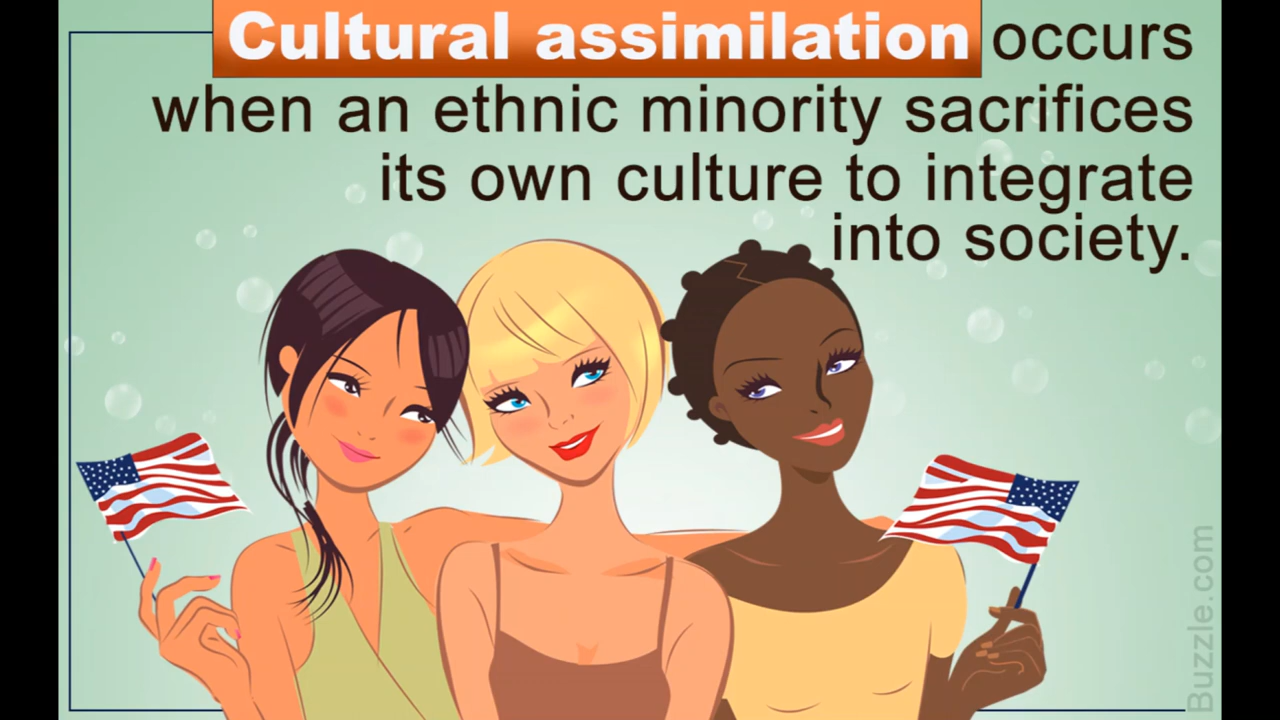 Cultural assimilation occurs
when an ethnic minority sacrifices
its own culture to integrate
into society.
Buzzle.com